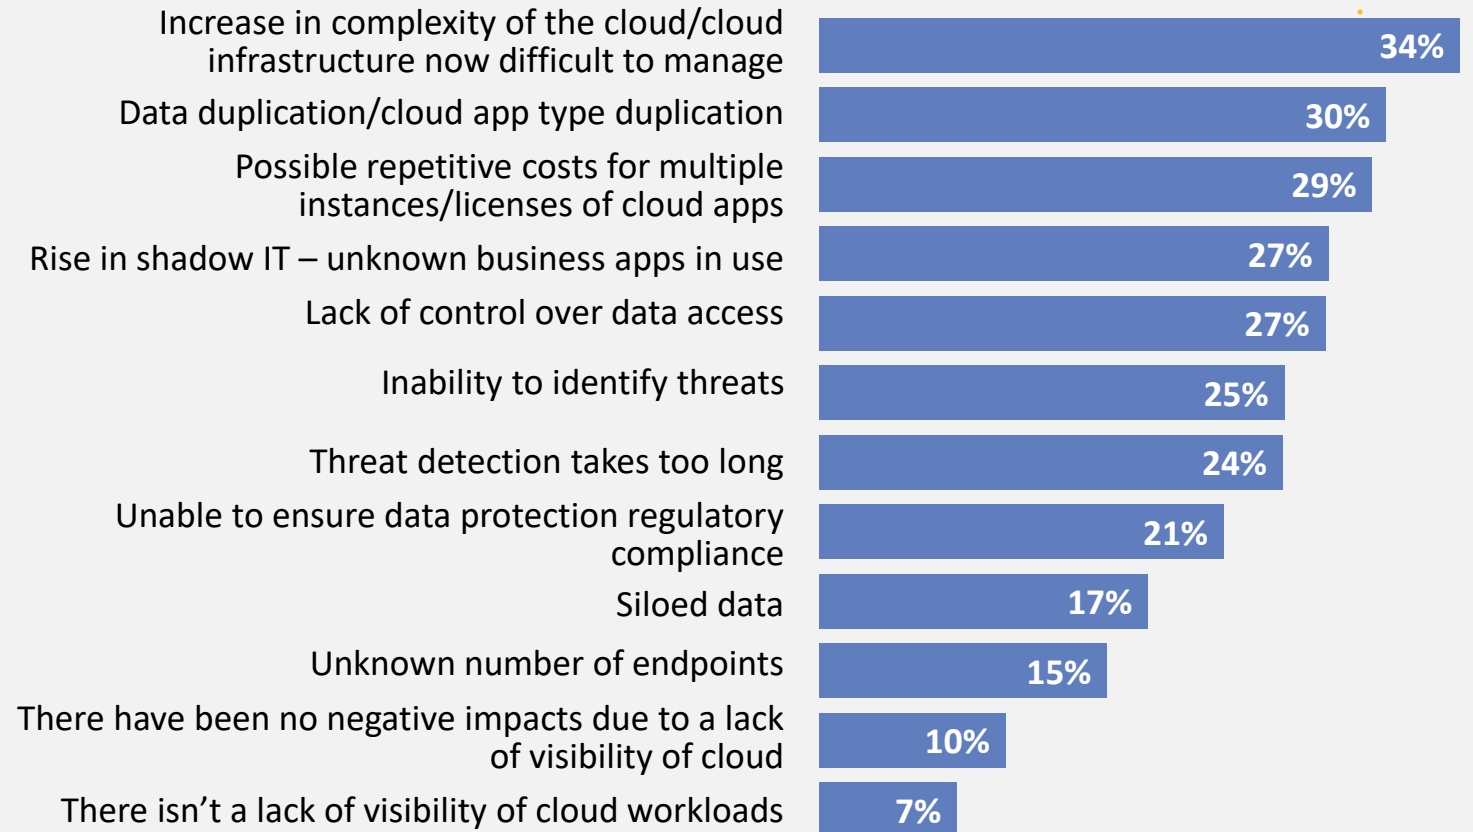 Increase in complexity of the cloud/cloud
infrastructure now difficult to manage
34%
Data duplication/cloud app type duplication
30%
Possible repetitive costs for multiple
instances/licenses of cloud apps
29%
Rise in shadow IT – unknown business apps in use
27%
Lack of control over data access
27%
Inability to identify threats
25%
Threat detection takes too long
24%
Unable to ensure data protection regulatory
compliance
21%
Siloed data
17%
Unknown number of endpoints
15%
There have been no negative impacts due to a lack
of visibility of cloud
10%
There isn’t a lack of visibility of cloud workloads
7%